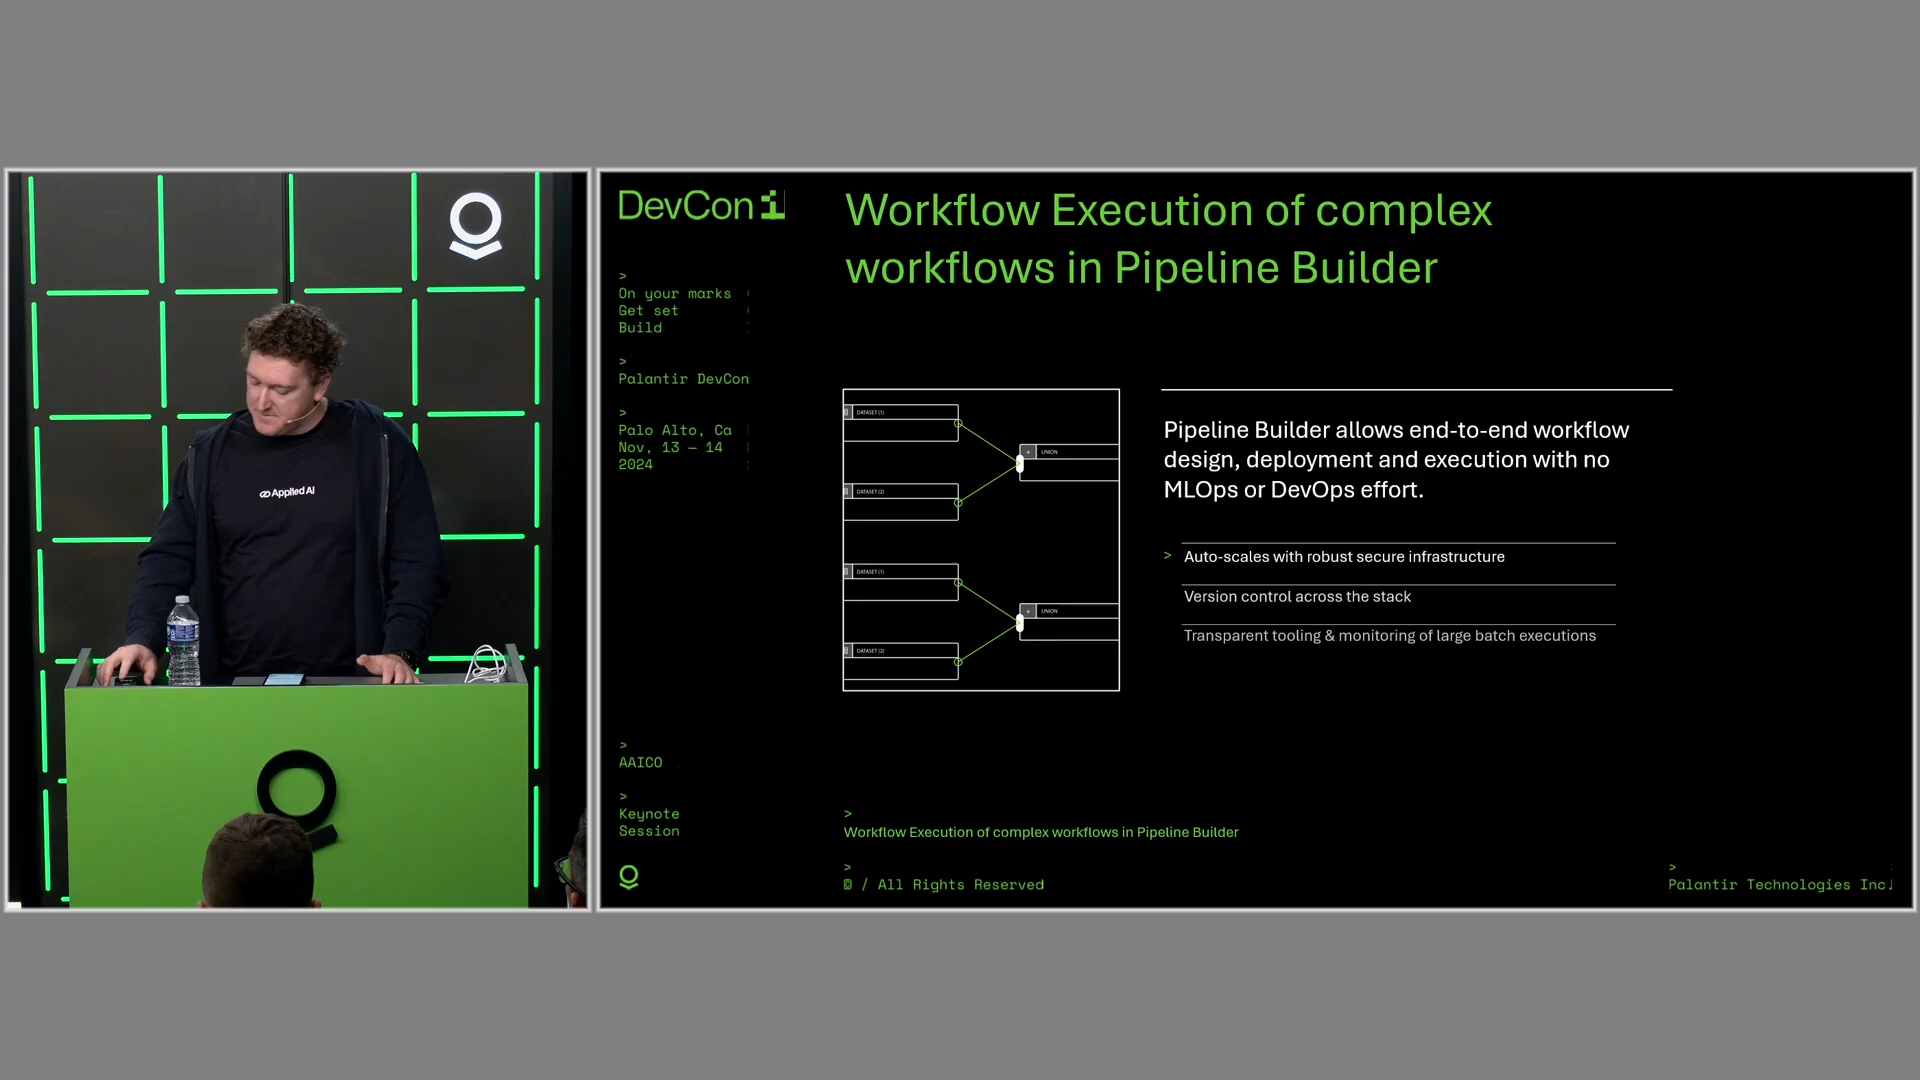 Applied AI
DevCon 1
>
On your marks
Get set
Build
>
Palantir DevCon
>
Palo Alto, Ca
Nov, 13 – 14
2024
>
AAICO
>
Keynote
Session
Workflow Execution of complex
workflows in Pipeline Builder
DATASET (1)
UNION
DATASET (2)
DATASET (1)
UNION
DATASET (2)
Pipeline Builder allows end-to-end workflow
design, deployment and execution with no
MLOps or DevOps effort.
> Auto-scales with robust secure infrastructure
Version control across the stack
Transparent tooling & monitoring of large batch executions
>
Workflow Execution of complex workflows in Pipeline Builder
>
© / All Rights Reserved
>
Palantir Technologies Inc.